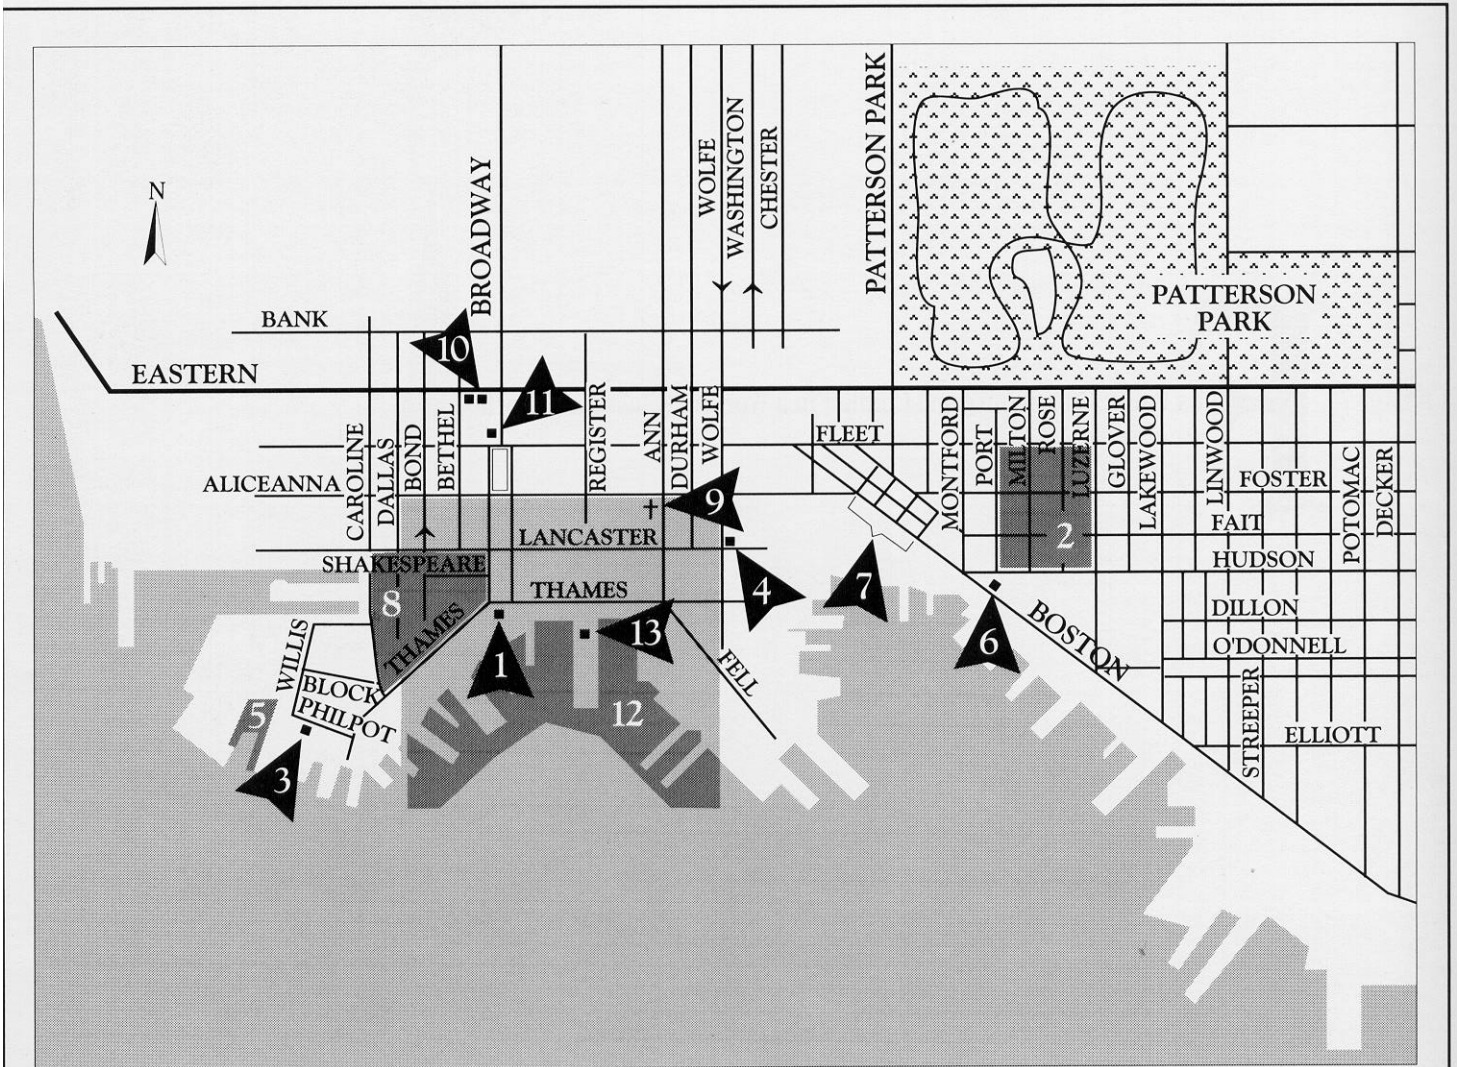 N
BROADWAY
WOLFE
WASHINGTON
CHESTER
PATTERSON PARK
PATTERSON
PARK
BANK
10
EASTERN
11
CAROLINE
DALLAS
BOND
BETHEL
REGISTER
ANN
DURHAM
WOLFE
FLEET
MONTFORD
PORT
MILTON
ROSE
LUZERNE
GLOVER
LAKEWOOD
LINWOOD
POTOMAC
DECKER
ALICEANNA
FOSTER
9
LANCASTER
FAIT
2
SHAKESPEARE
HUDSON
8
THAMES
4
7
DILLON
THAMES
13
1
6
BOSTON
O'DONNELL
WILLIS
BLOCK
PHILPOT
FELL
5
12
STREEPER
ELLIOTT
3